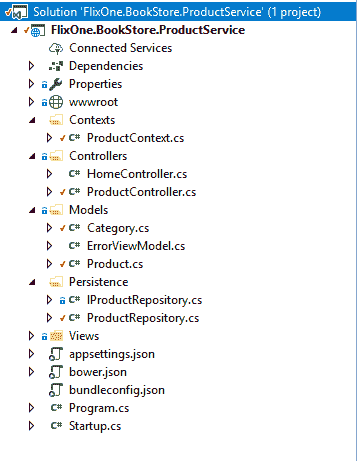 Solution 'FlixOne.BookStore.ProductService' (1 project)
FlixOne.BookStore.ProductService
Connected Services
Dependencies
Properties
wwwroot
Contexts
C# ProductContext.cs
Controllers
C# HomeController.cs
C# ProductController.cs
Models
C# Category.cs
C# ErrorViewModel.cs
C# Product.cs
Persistence
C# IProductRepository.cs
C# ProductRepository.cs
Views
appsettings.json
bower.json
bundleconfig.json
C# Program.cs
C# Startup.cs